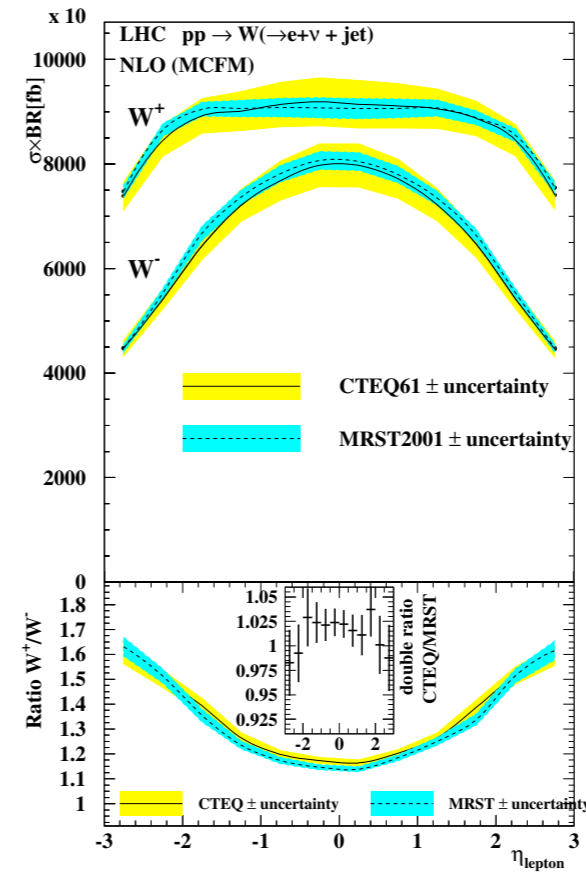 x 10
LHC pp → W(→e+ν + jet)
NLO (MCFM)
σ×BR[fb]
10000
8000
6000
4000
2000
0
W⁺
W⁻
CTEQ61 ± uncertainty
MRST2001 ± uncertainty
Ratio W⁺/W⁻
1.8
1.7
1.6
1.5
1.4
1.3
1.2
1.1
1
1.05
1.025
1
0.975
0.95
0.925
-2 0 2
double ratio
CTEQ/MRST
CTEQ ± uncertainty
MRST ± uncertainty
-3 -2 -1 0 1 2 3
η_lepton